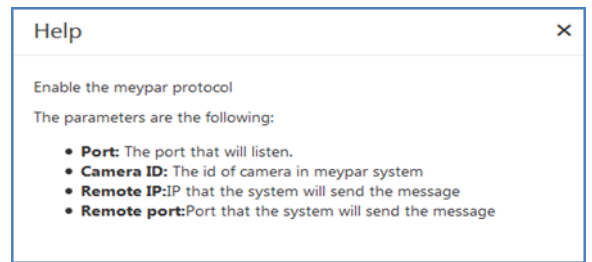 Help ×
Enable the meypar protocol
The parameters are the following:
• Port: The port that will listen.
• Camera ID: The id of camera in meypar system
• Remote IP:IP that the system will send the message
• Remote port:Port that the system will send the message